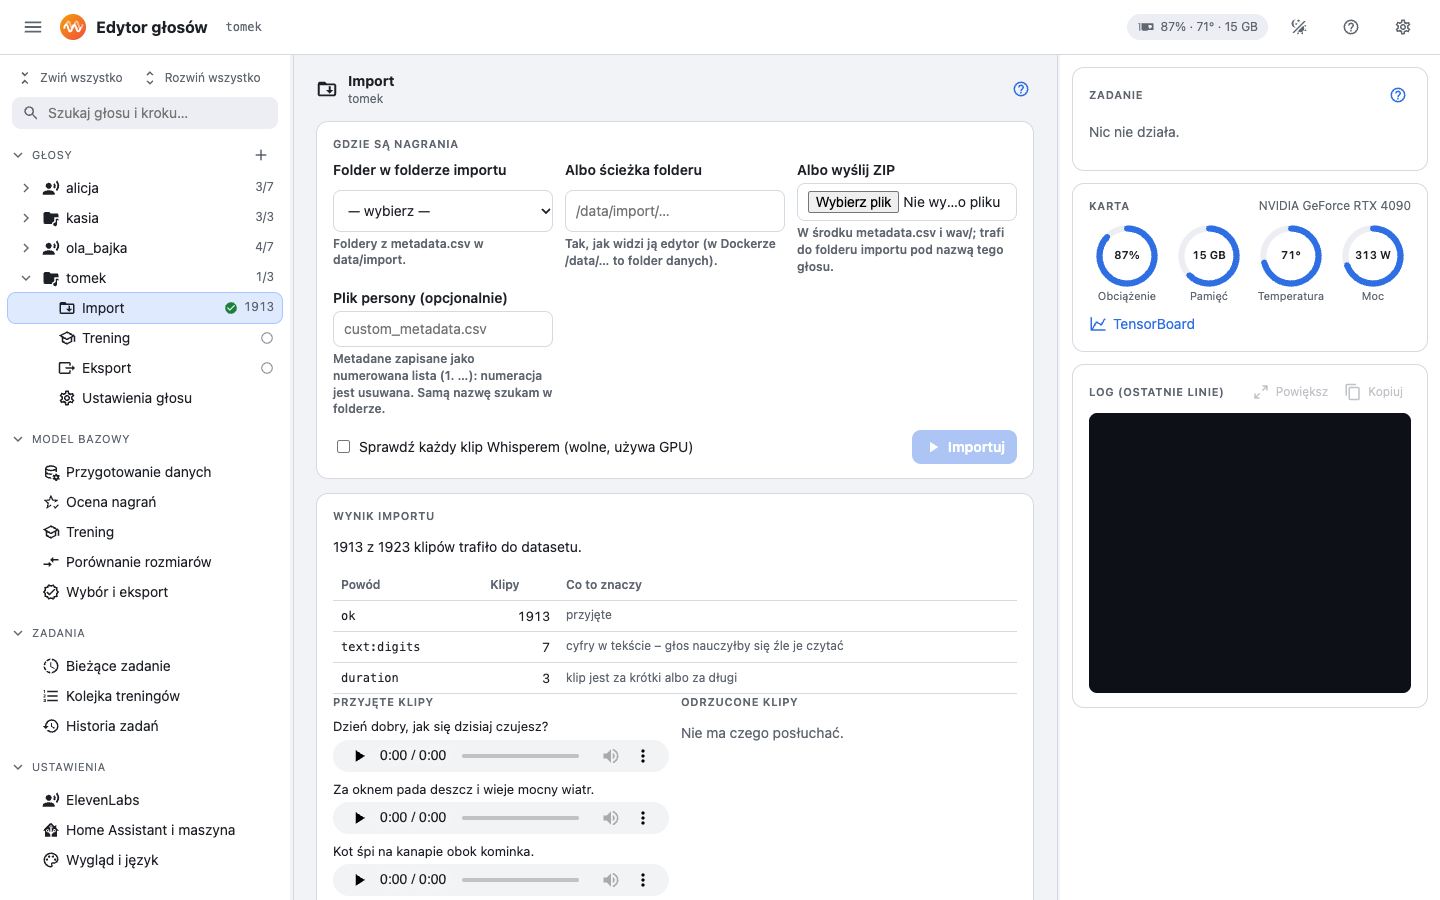 Edytor głosów
tomek
87% · 71° · 15 GB
Zwiń wszystko
Rozwiń wszystko
Szukaj głosu i kroku...
GŁOSY
alicja
3/7
kasia
3/3
ola_bajka
4/7
tomek
1/3
Import
1913
Trening
Eksport
Ustawienia głosu
MODEL BAZOWY
Przygotowanie danych
Ocena nagrań
Trening
Porównanie rozmiarów
Wybór i eksport
ZADANIA
Bieżące zadanie
Kolejka treningów
Historia zadań
USTAWIENIA
ElevenLabs
Home Assistant i maszyna
Wygląd i język
Import
tomek
GDZIE SĄ NAGRANIA
Folder w folderze importu
— wybierz —
Foldery z metadata.csv w
data/import.
Albo ścieżka folderu
/data/import/...
Tak, jak widzi ją edytor (w Dockerze
/data/... to folder danych).
Albo wyślij ZIP
Wybierz plik Nie wy...o pliku
W środku metadata.csv i wav/; trafi
do folderu importu pod nazwą tego
głosu.
Plik persony (opcjonalnie)
custom_metadata.csv
Metadane zapisane jako
numerowana lista (1. ...): numeracja
jest usuwana. Samą nazwę szukam w
folderze.
Sprawdź każdy klip Whisperem (wolne, używa GPU)
Importuj
WYNIK IMPORTU
1913 z 1923 klipów trafiło do datasetu.
Powód Klipy Co to znaczy
ok 1913 przyjęte
text:digits 7 cyfry w tekście – głos nauczyłby się źle je czytać
duration 3 klip jest za krótki albo za długi
PRZYJĘTE KLIPY
Dzień dobry, jak się dzisiaj czujesz?
0:00 / 0:00
Za oknem pada deszcz i wieje mocny wiatr.
0:00 / 0:00
Kot śpi na kanapie obok kominka.
0:00 / 0:00
ODRZUCONE KLIPY
Nie ma czego posłuchać.
ZADANIE
Nic nie działa.
KARTA
NVIDIA GeForce RTX 4090
87% 15 GB 71° 313 W
Obciążenie Pamięć Temperatura Moc
TensorBoard
LOG (OSTATNIE LINIE)
Powiększ
Kopiuj